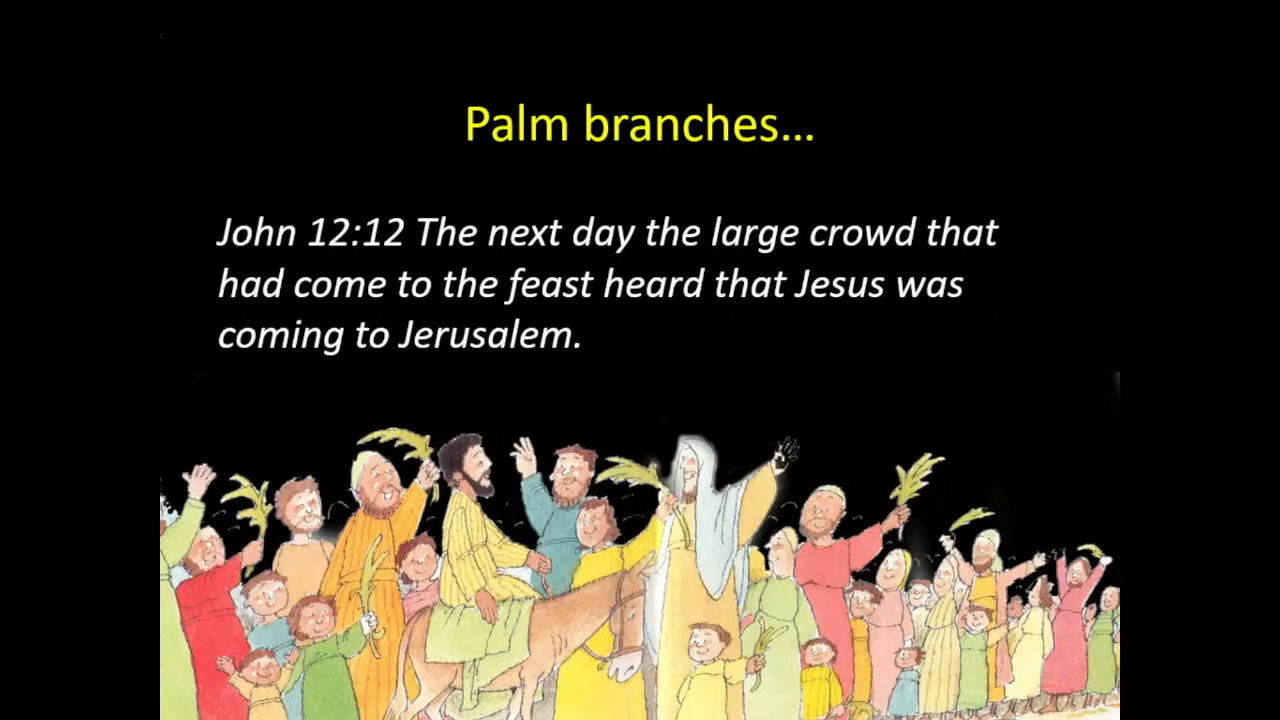 Palm branches…
John 12:12 The next day the large crowd that
had come to the feast heard that Jesus was
coming to Jerusalem.